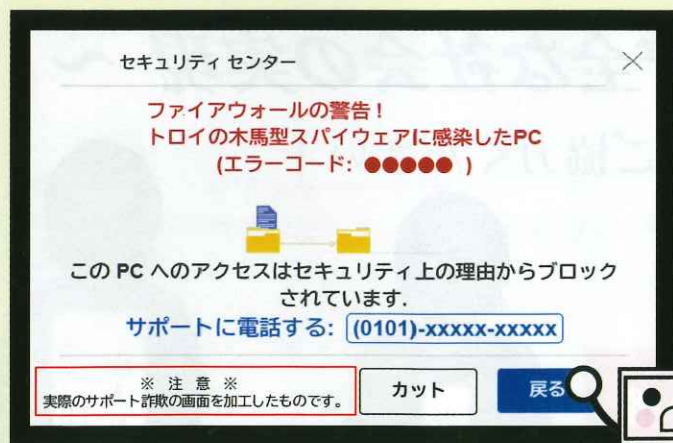 セキュリティ センター
ファイアウォールの警告！
トロイの木馬型スパイウェアに感染したPC
(エラーコード: ●●●●● )
この PC へのアクセスはセキュリティ上の理由からブロック
されています.
サポートに電話する: (0101)-xxxxx-xxxxx
※ 注 意 ※
実際のサポート詐欺の画面を加工したものです。
カット
戻る